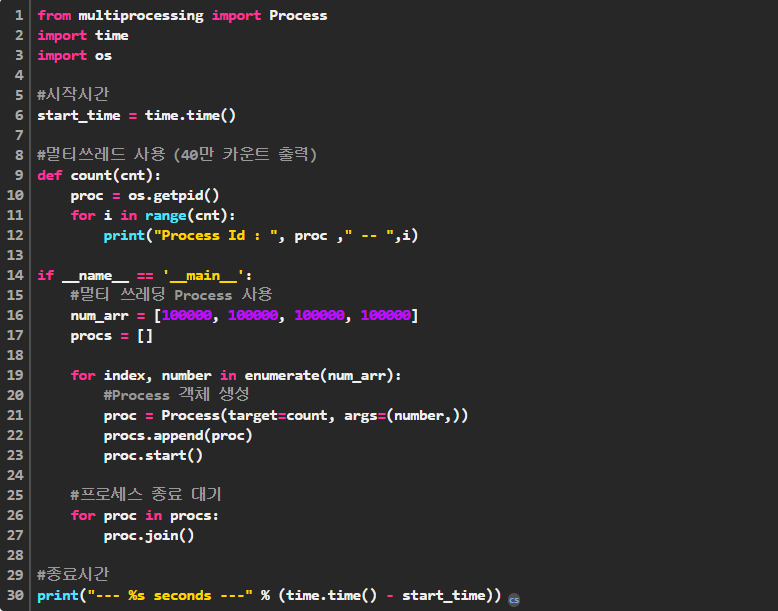 1 from multiprocessing import Process
2 import time
3 import os
4
5 #시작시간
6 start_time = time.time()
7
8 #멀티쓰레드 사용 (40만 카운트 출력)
9 def count(cnt):
10     proc = os.getpid()
11     for i in range(cnt):
12         print("Process Id : ", proc ," -- ",i)
13
14 if __name__ == '__main__':
15     #멀티 쓰레딩 Process 사용
16     num_arr = [100000, 100000, 100000, 100000]
17     procs = []
18
19     for index, number in enumerate(num_arr):
20         #Process 객체 생성
21         proc = Process(target=count, args=(number,))
22         procs.append(proc)
23         proc.start()
24
25     #프로세스 종료 대기
26     for proc in procs:
27         proc.join()
28
29 #종료시간
30 print("--- %s seconds ---" % (time.time() - start_time)) cs